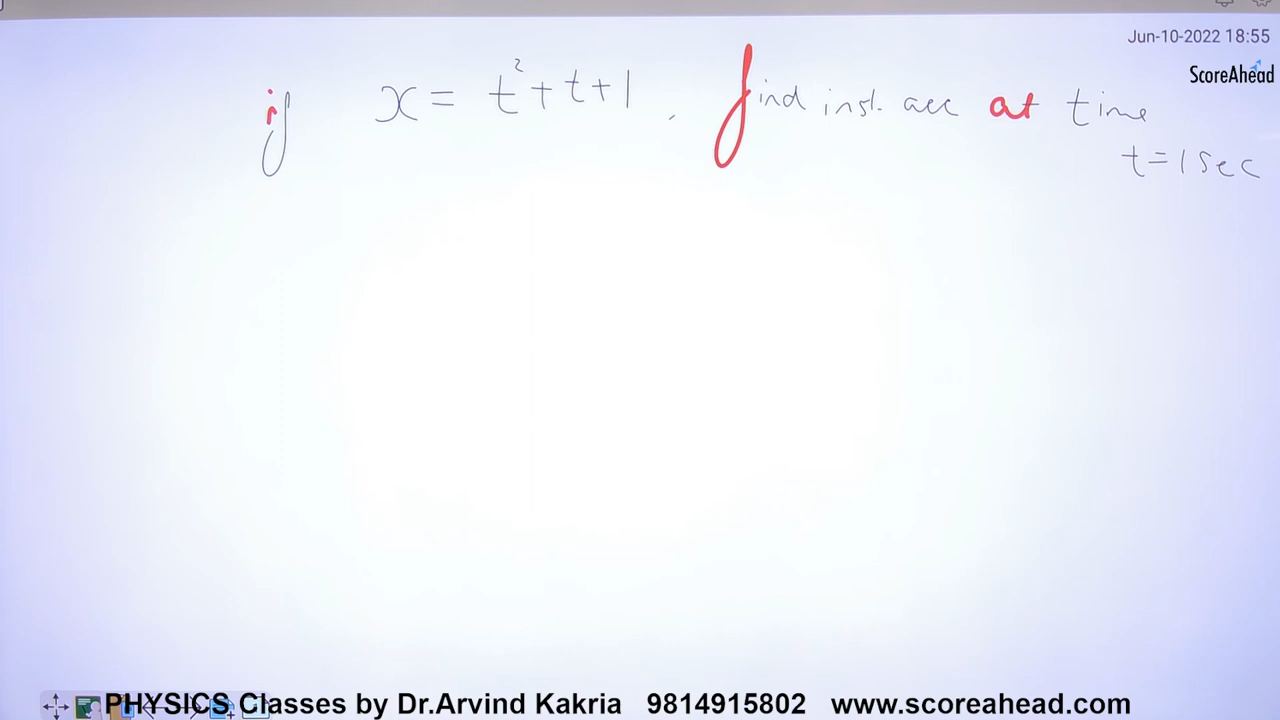 Jun-10-2022 18:55
ScoreAhead
if x = t² + t + 1, find inst. acc at time
t = 1 sec
PHYSICS Classes by Dr.Arvind Kakria 9814915802 www.scoreahead.com